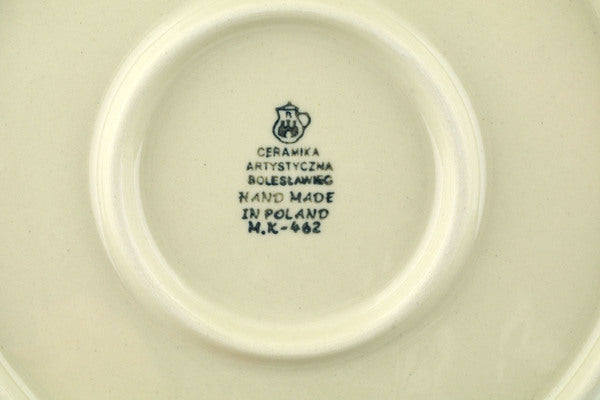 CERAMIKA
ARTYSTYCZNA
BOLESŁAWIEC
HAND MADE
IN POLAND
M.K-462